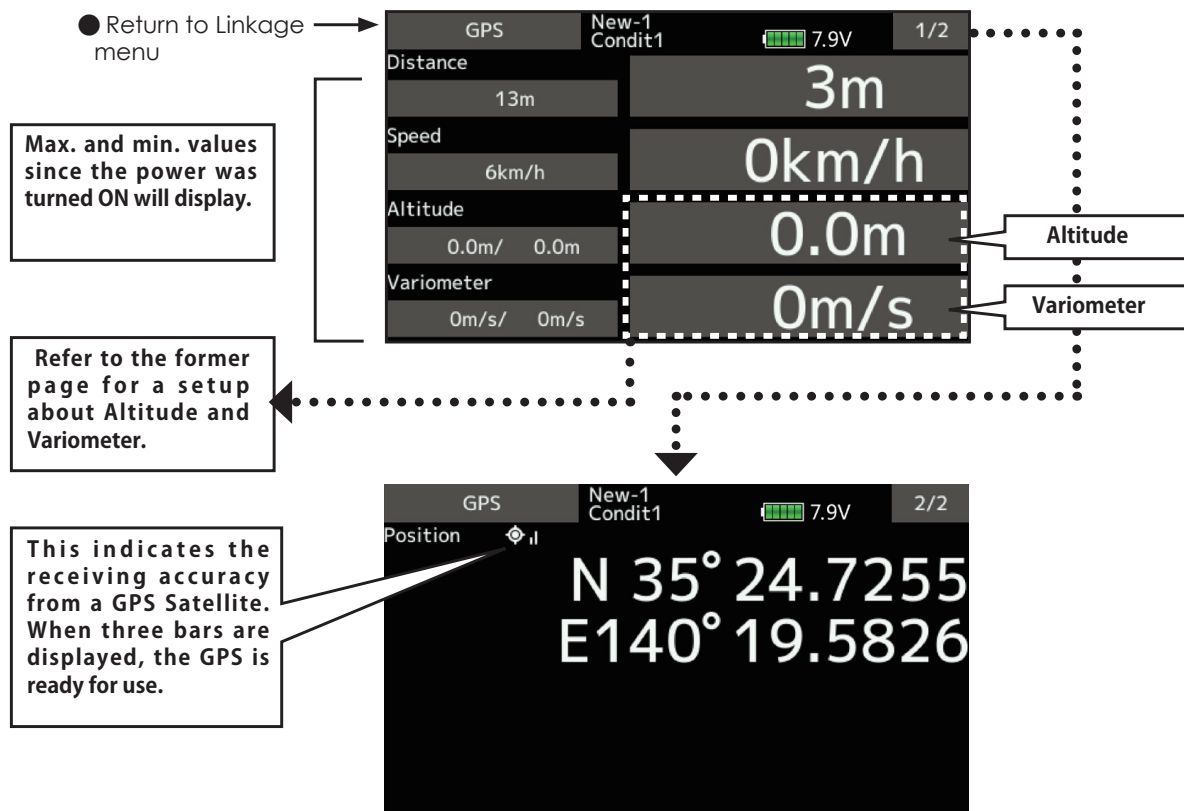 ● Return to Linkage
menu
GPS
New-1
Condit1
7.9V
1/2
Distance
13m
3m
Speed
6km/h
0km/h
Altitude
0.0m/ 0.0m
0.0m
Variometer
0m/s/ 0m/s
0m/s
Max. and min. values
since the power was
turned ON will display.
Altitude
Variometer
Refer to the former
page for a setup
about Altitude and
Variometer.
GPS
New-1
Condit1
7.9V
2/2
Position
N 35° 24.7255
E140° 19.5826
This indicates the
receiving accuracy
from a GPS Satellite.
When three bars are
displayed, the GPS is
ready for use.